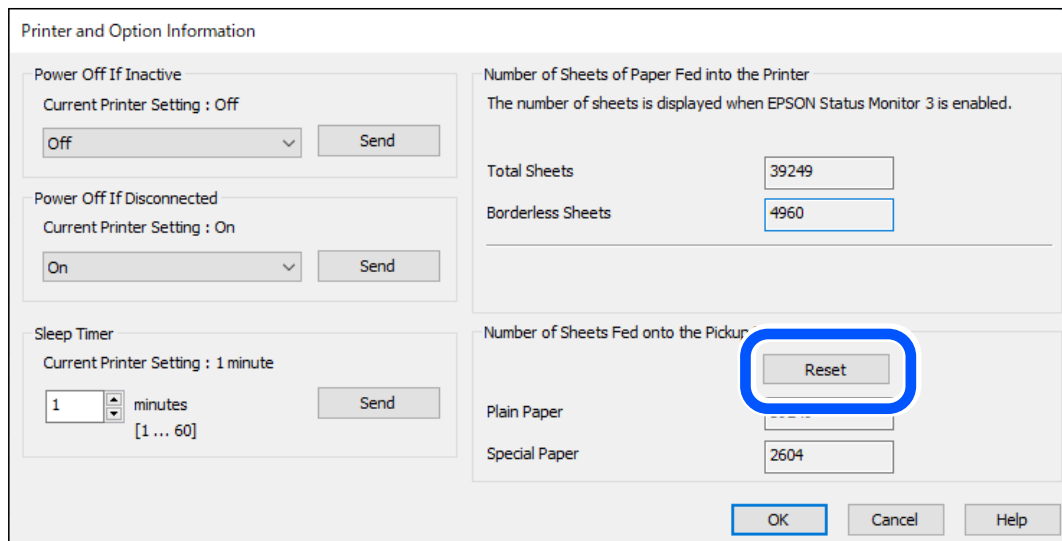 Printer and Option Information
Power Off If Inactive
Current Printer Setting : Off
Off
Send
Power Off If Disconnected
Current Printer Setting : On
On
Send
Sleep Timer
Current Printer Setting : 1 minute
1
minutes
Send
[1 ... 60]
Number of Sheets of Paper Fed into the Printer
The number of sheets is displayed when EPSON Status Monitor 3 is enabled.
Total Sheets
39249
Borderless Sheets
4960
Number of Sheets Fed onto the Pickup
Reset
Plain Paper
Special Paper
2604
OK
Cancel
Help